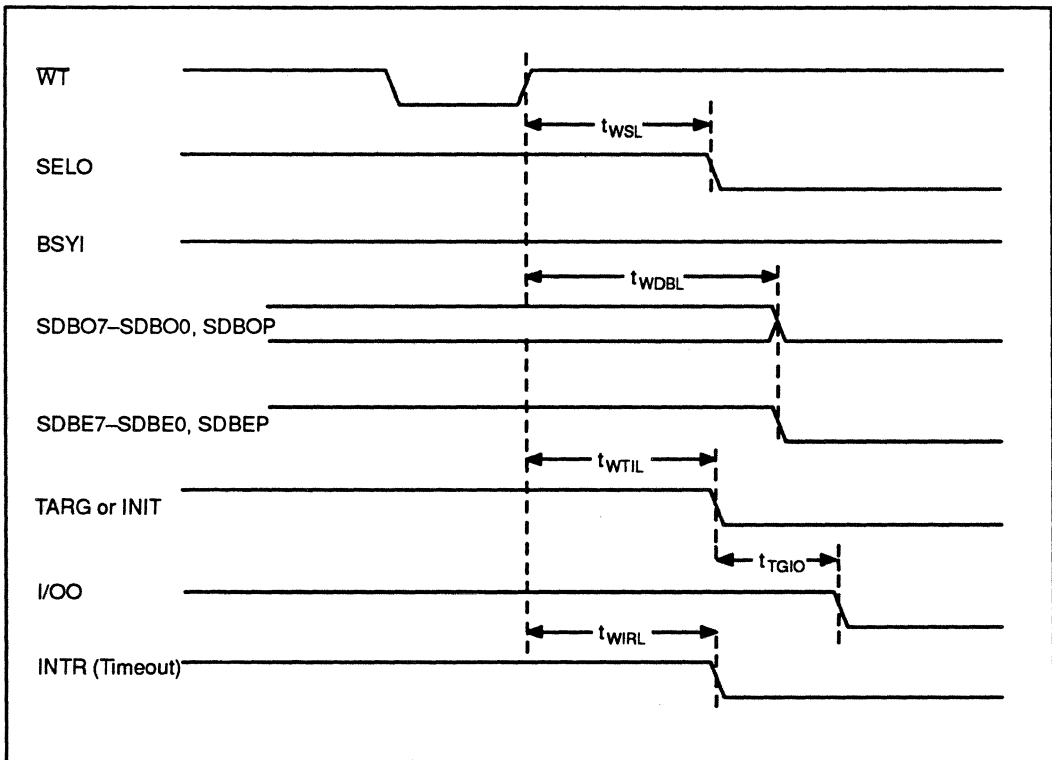 W̅T̅
tWSL
SELO
BSYI
tWDBL
SDBO7–SDBO0, SDBOP
SDBE7–SDBE0, SDBEP
tWTIL
TARG or INIT
tTGIO
I/OO
tWIRL
INTR (Timeout)